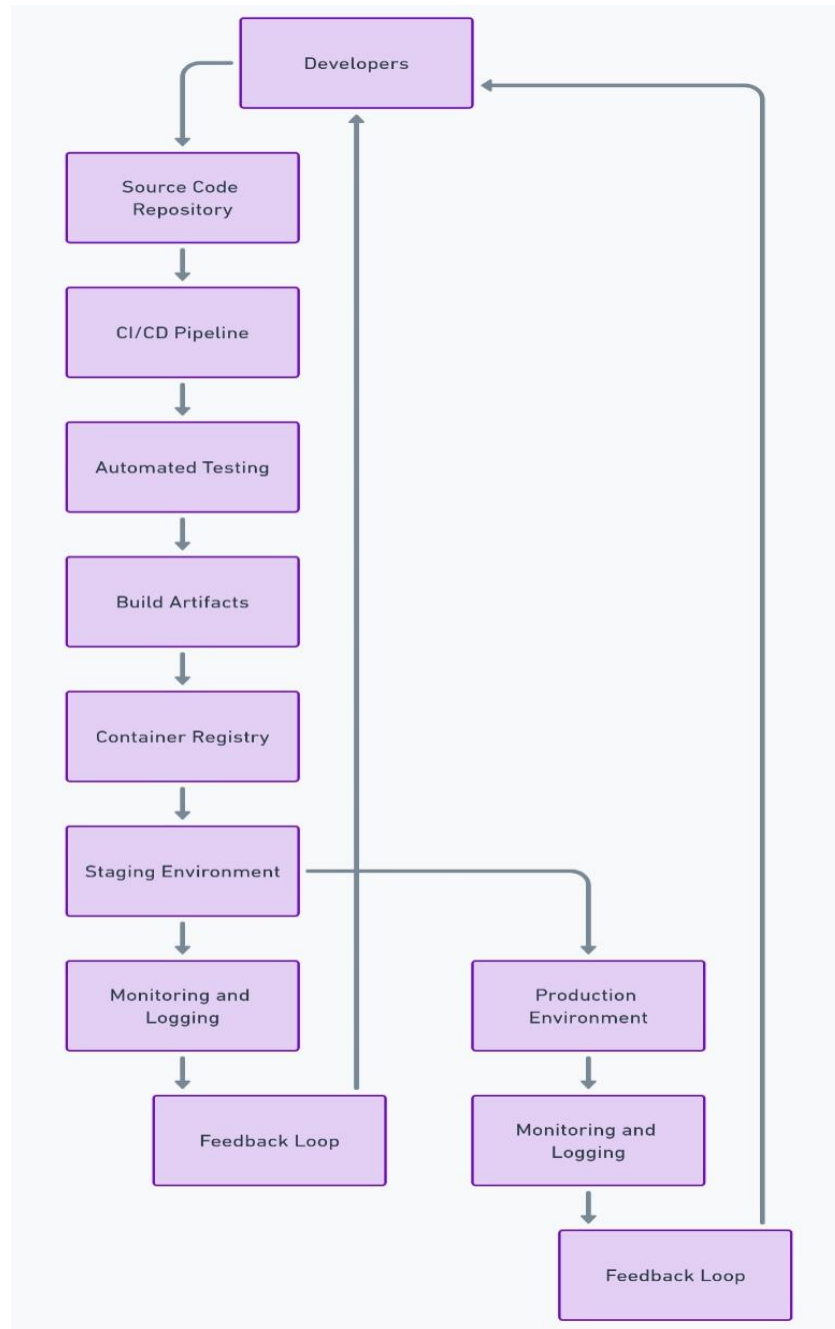 Developers
Source Code
Repository
CI/CD Pipeline
Automated Testing
Build Artifacts
Container Registry
Staging Environment
Monitoring and
Logging
Feedback Loop
Production
Environment
Monitoring and
Logging
Feedback Loop